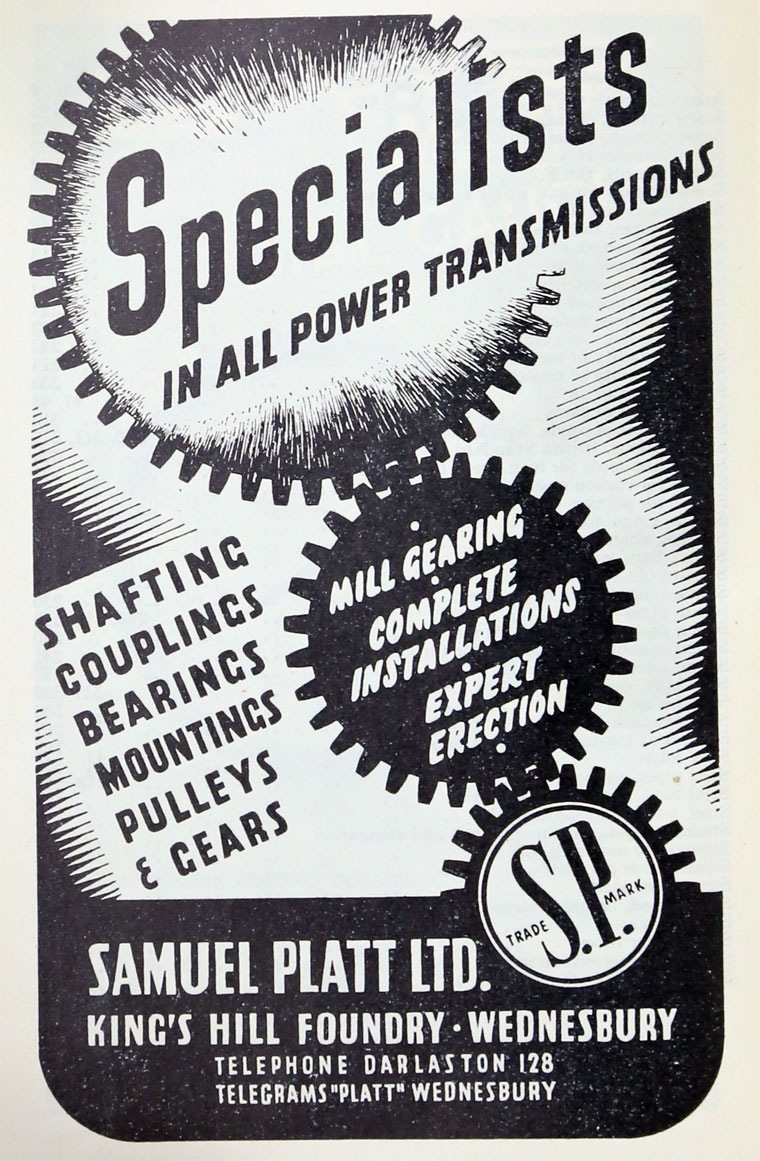 Specialists
IN ALL POWER TRANSMISSIONS
SHAFTING
COUPLINGS
BEARINGS
MOUNTINGS
PULLEYS
& GEARS
MILL GEARING
COMPLETE
INSTALLATIONS
EXPERT
ERECTION
S.P.
TRADE MARK
SAMUEL PLATT LTD.
KING'S HILL FOUNDRY · WEDNESBURY
TELEPHONE DARLASTON 128
TELEGRAMS "PLATT" WEDNESBURY